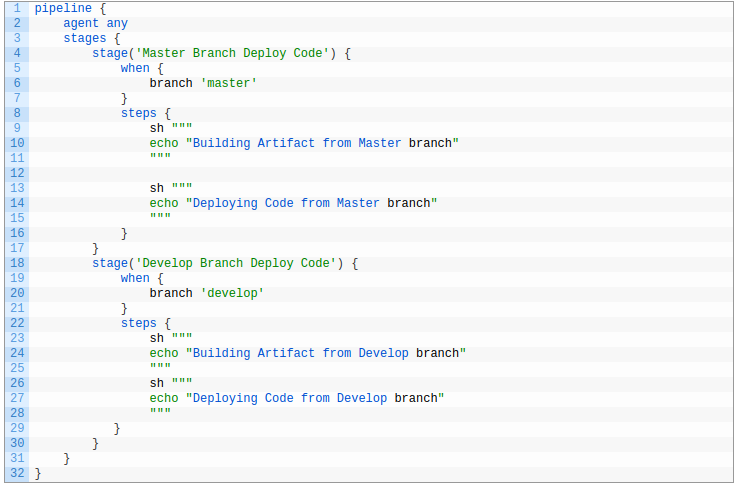 1 pipeline {
2     agent any
3     stages {
4         stage('Master Branch Deploy Code') {
5             when {
6                 branch 'master'
7             }
8             steps {
9                 sh """
10                 echo "Building Artifact from Master branch"
11                 """
12
13                 sh """
14                 echo "Deploying Code from Master branch"
15                 """
16             }
17         }
18         stage('Develop Branch Deploy Code') {
19             when {
20                 branch 'develop'
21             }
22             steps {
23                 sh """
24                 echo "Building Artifact from Develop branch"
25                 """
26                 sh """
27                 echo "Deploying Code from Develop branch"
28                 """
29            }
30         }
31     }
32 }